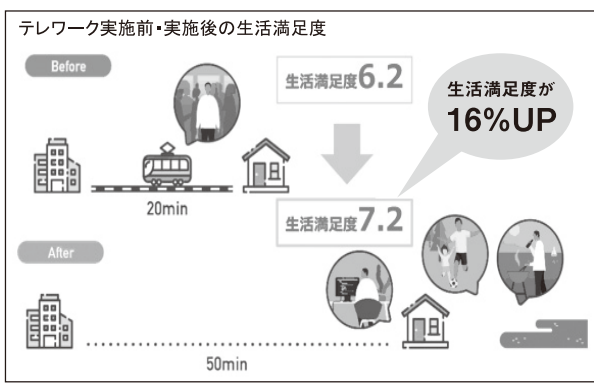 テレワーク実施前・実施後の生活満足度
Before
生活満足度6.2
生活満足度が
16%UP
20min
生活満足度7.2
After
50min